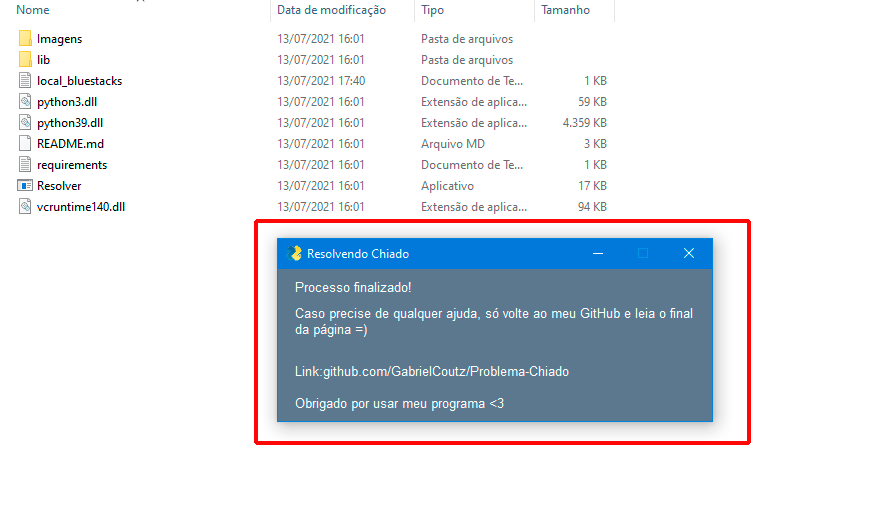 Nome Data de modificação Tipo Tamanho
Imagens 13/07/2021 16:01 Pasta de arquivos
lib 13/07/2021 16:01 Pasta de arquivos
local_bluestacks 13/07/2021 17:40 Documento de Te... 1 KB
python3.dll 13/07/2021 16:01 Extensão de aplica... 59 KB
python39.dll 13/07/2021 16:01 Extensão de aplica... 4.359 KB
README.md 13/07/2021 16:01 Arquivo MD 3 KB
requirements 13/07/2021 16:01 Documento de Te... 1 KB
Resolver 13/07/2021 16:01 Aplicativo 17 KB
vcruntime140.dll 13/07/2021 16:01 Extensão de aplica... 94 KB
Resolvendo Chiado
Processo finalizado!
Caso precise de qualquer ajuda, só volte ao meu GitHub e leia o final
da página =)
Link:github.com/GabrielCoutz/Problema-Chiado
Obrigado por usar meu programa <3